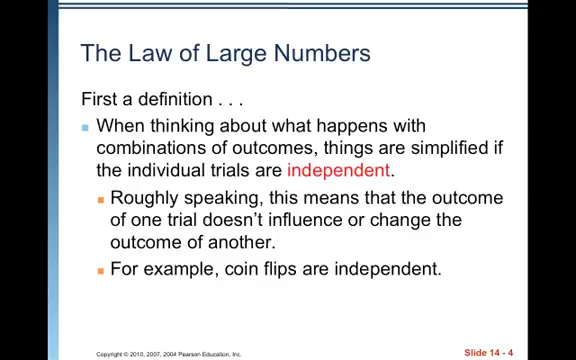 The Law of Large Numbers
First a definition . . .
When thinking about what happens with
combinations of outcomes, things are simplified if
the individual trials are independent.
Roughly speaking, this means that the outcome
of one trial doesn't influence or change the
outcome of another.
For example, coin flips are independent.
Copyright © 2010, 2007, 2004 Pearson Education, Inc.
Slide 14 - 4